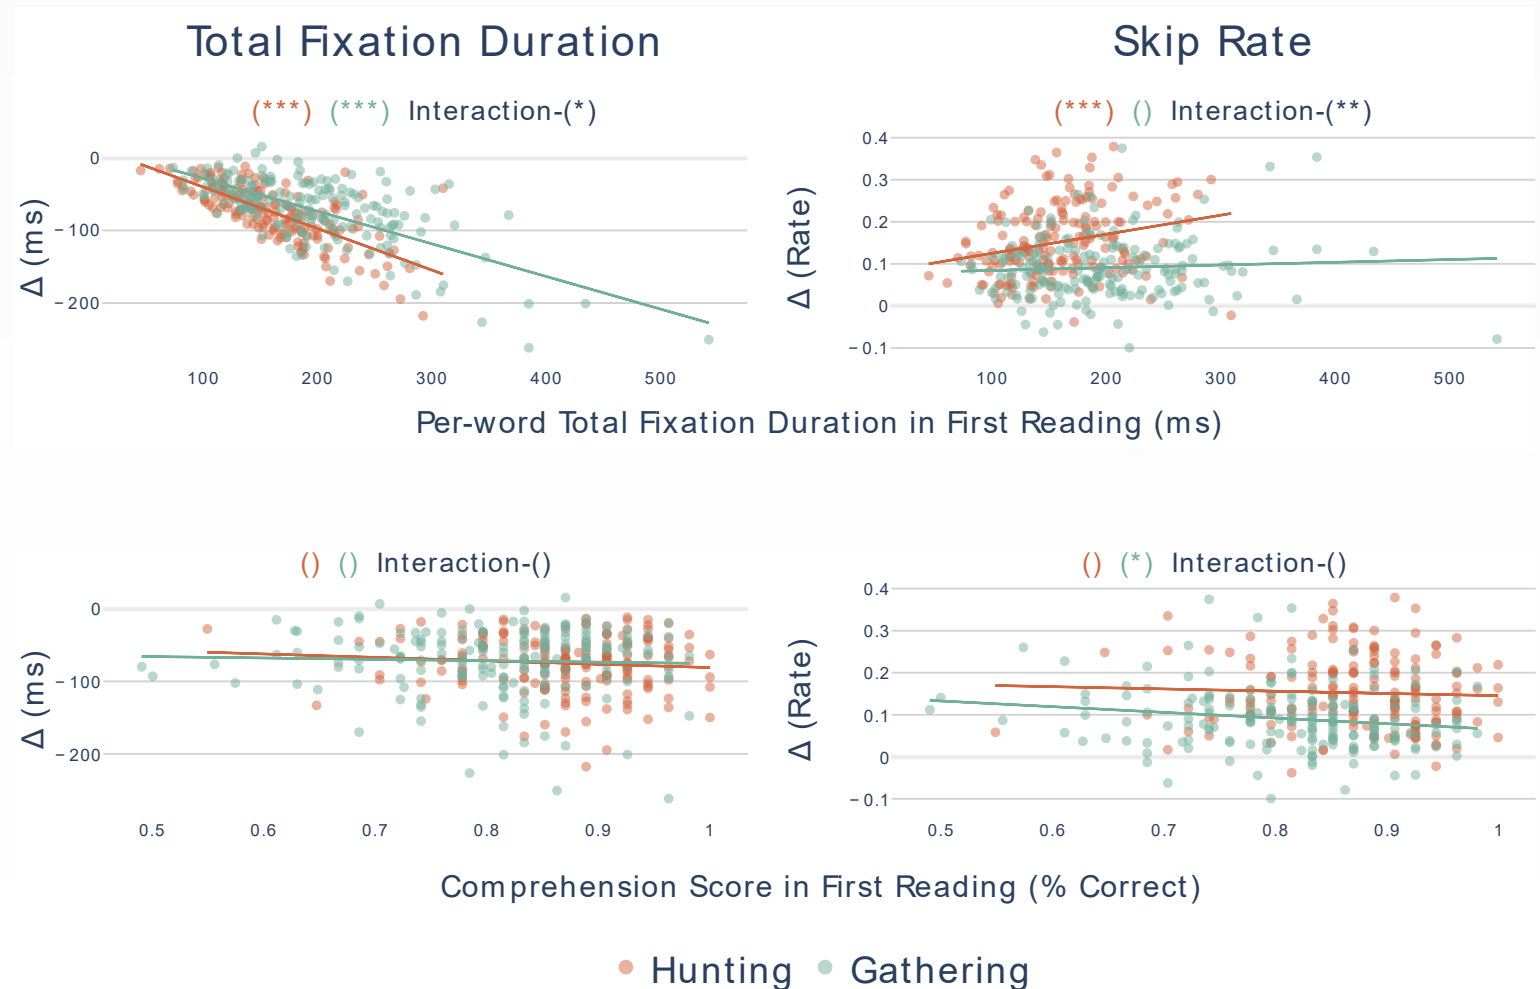 Total Fixation Duration Skip Rate
(***) (***) Interaction-(*) (***) () Interaction-(**)
0
−100
−200
Δ (ms)
100 200 300 400 500
0.4
0.3
0.2
0.1
0
−0.1
Δ (Rate)
100 200 300 400 500
Per-word Total Fixation Duration in First Reading (ms)
() () Interaction-() () (*) Interaction-()
0
−100
−200
Δ (ms)
0.5 0.6 0.7 0.8 0.9 1
0.4
0.3
0.2
0.1
0
−0.1
Δ (Rate)
0.5 0.6 0.7 0.8 0.9 1
Comprehension Score in First Reading (% Correct)
Hunting Gathering